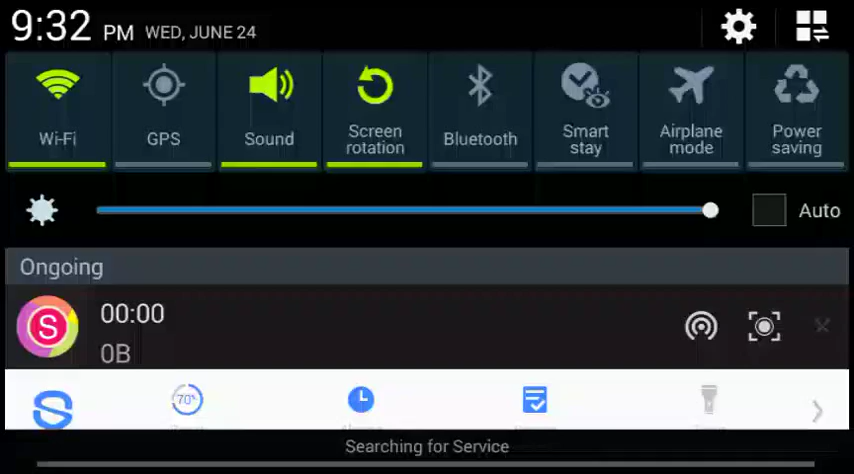 9:32 PM WED, JUNE 24
Wi-Fi
GPS
Sound
Screen
rotation
Bluetooth
Smart
stay
Airplane
mode
Power
saving
Auto
Ongoing
S
00:00
0B
70%
Searching for Service